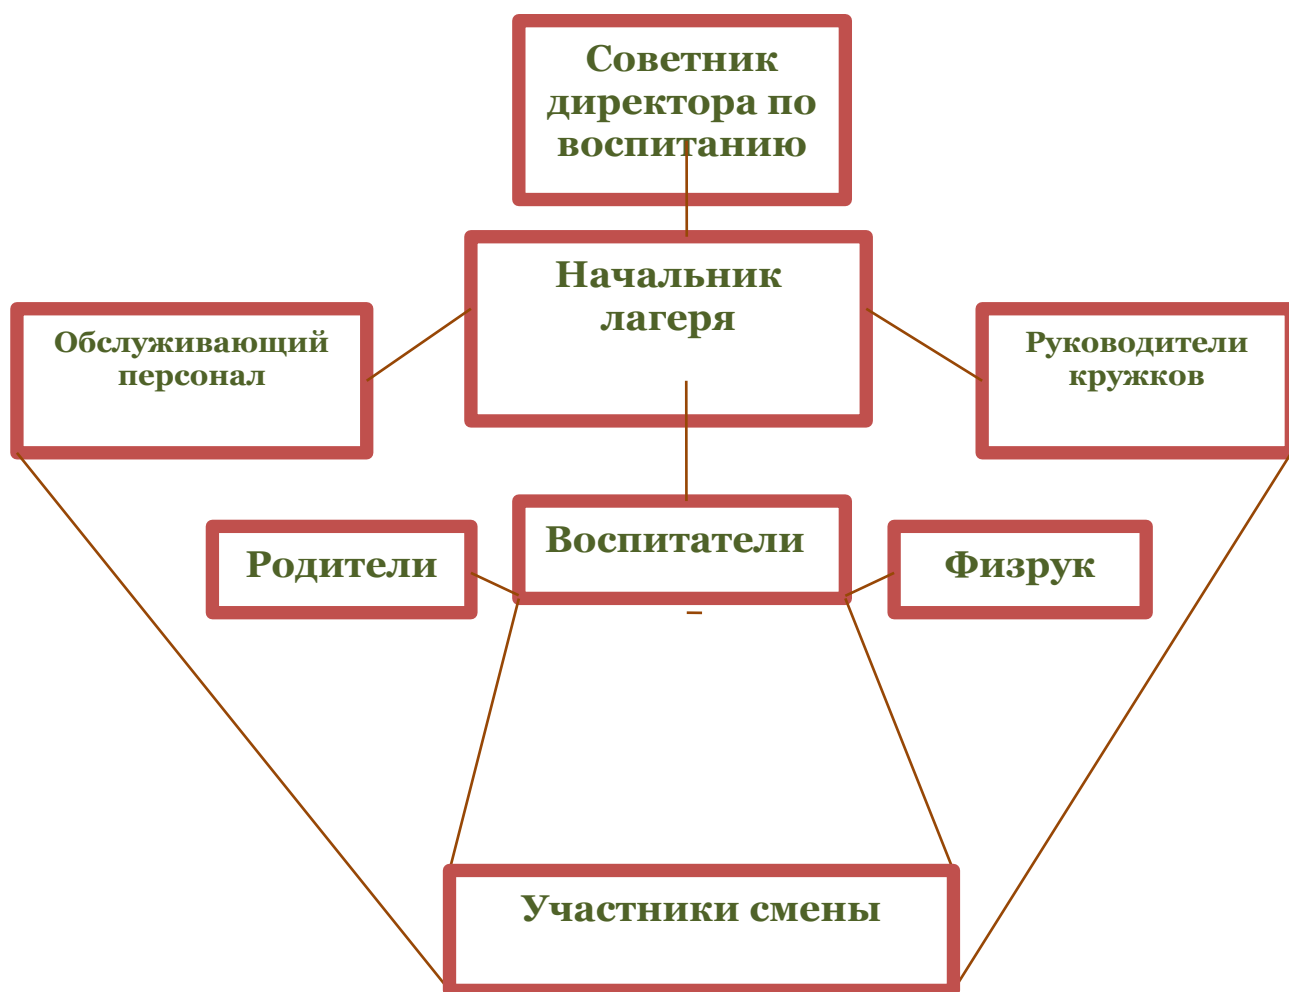 Советник
директора по
воспитанию
Начальник
лагеря
Обслуживающий
персонал
Руководители
кружков
Родители
Воспитатели
Физрук
Участники смены